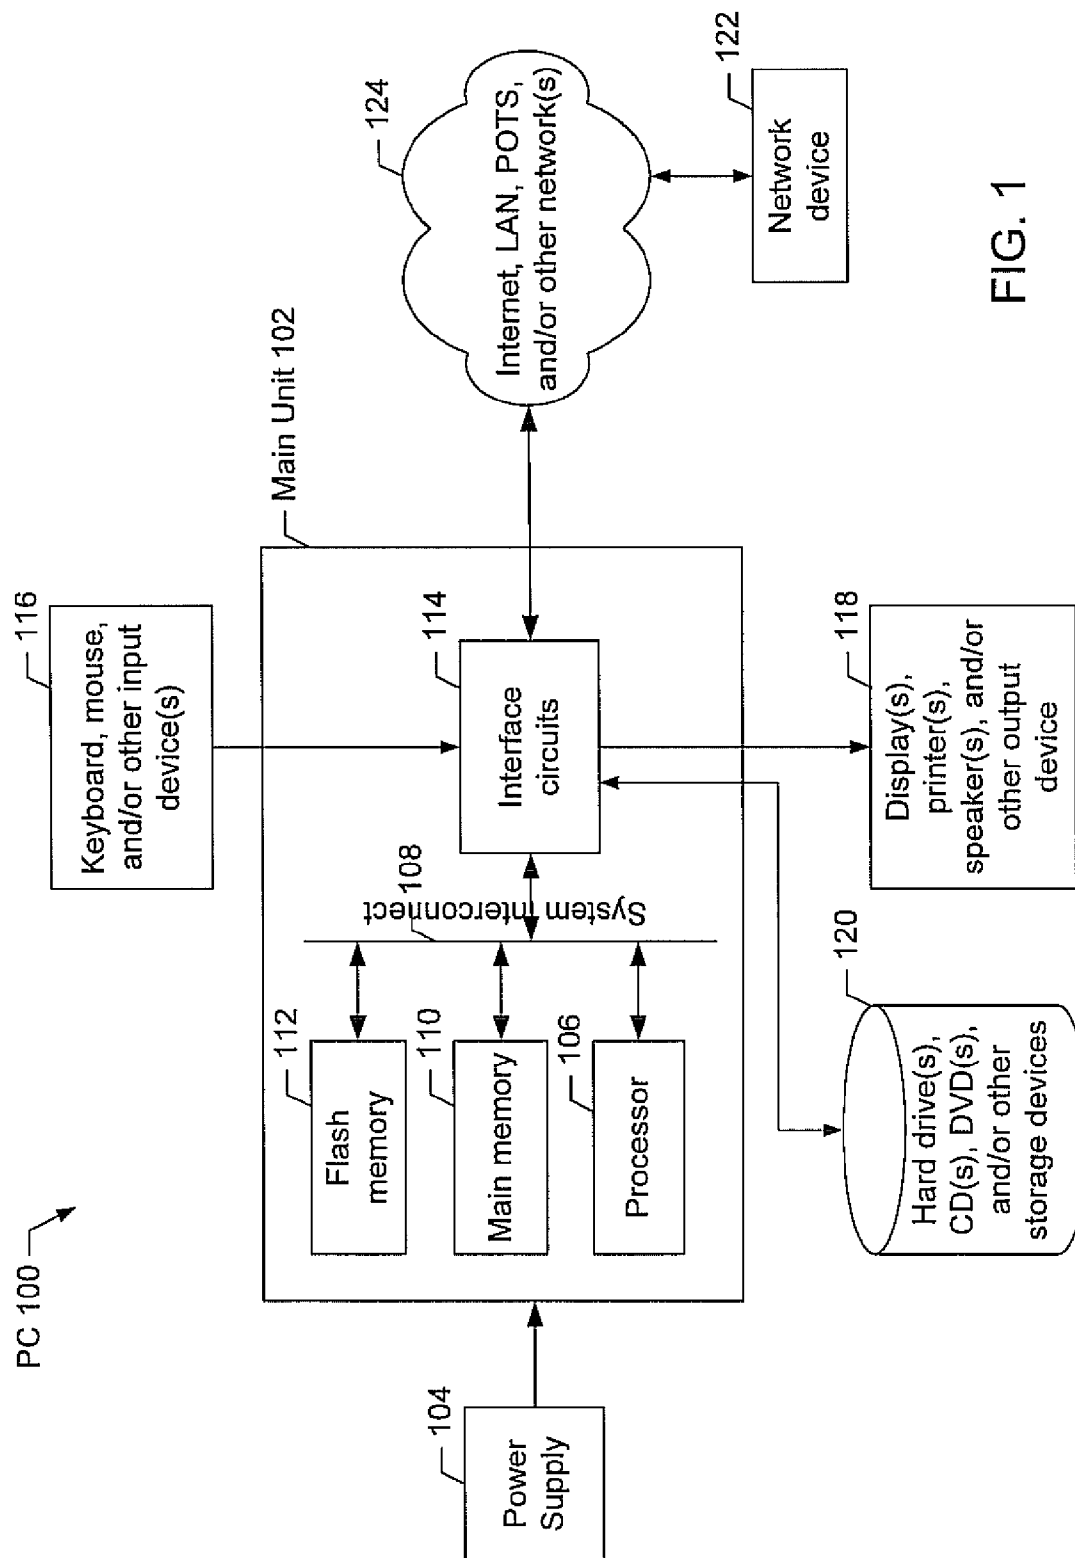 PC 100
116
Keyboard, mouse,
and/or other input
device(s)
Main Unit 102
124
Internet, LAN, POTS,
and/or other network(s)
104
Power
Supply
112
Flash
memory
110
Main memory
106
Processor
108
System Interconnect
114
Interface
circuits
122
Network
device
120
Hard drive(s),
CD(s), DVD(s),
and/or other
storage devices
118
Display(s),
printer(s),
speaker(s), and/or
other output
device
FIG. 1